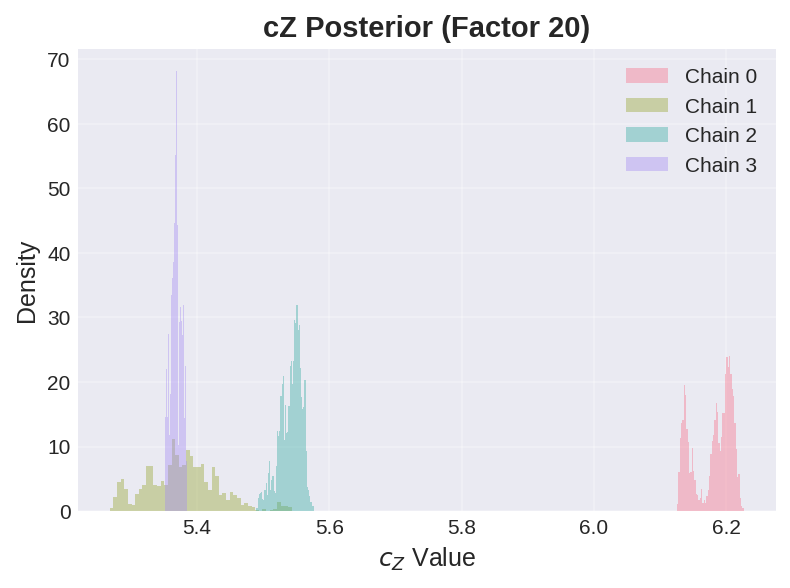 cZ Posterior (Factor 20)
70
60
50
40
30
20
10
0
Density
Chain 0
Chain 1
Chain 2
Chain 3
5.4
5.6
5.8
6.0
6.2
c_Z Value